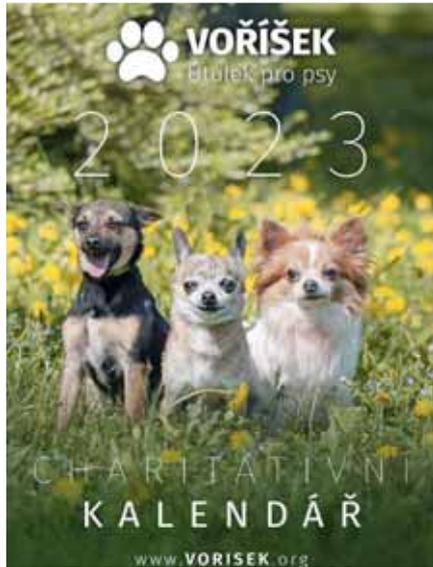 VOŘÍŠEK
Útulek pro psy
2023
CHARITATIVNÍ
KALENDÁŘ
www.VORISEK.org